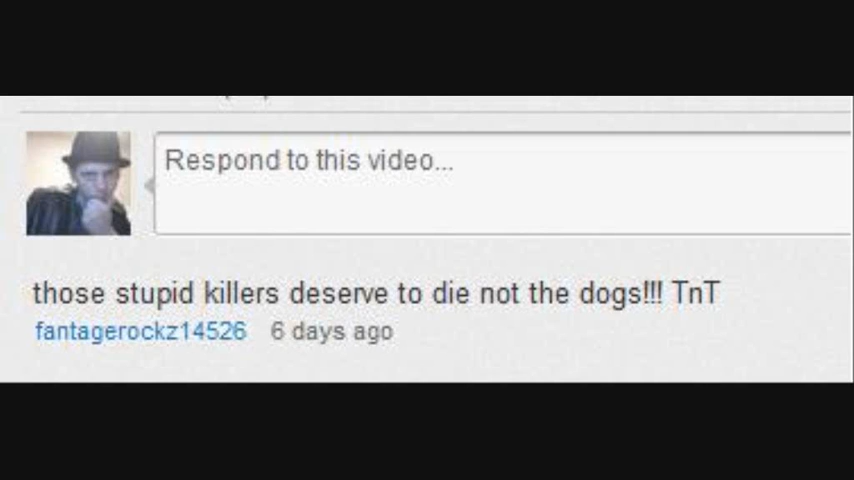 Respond to this video...
those stupid killers deserve to die not the dogs!!! TnT
fantagerockz14526 6 days ago